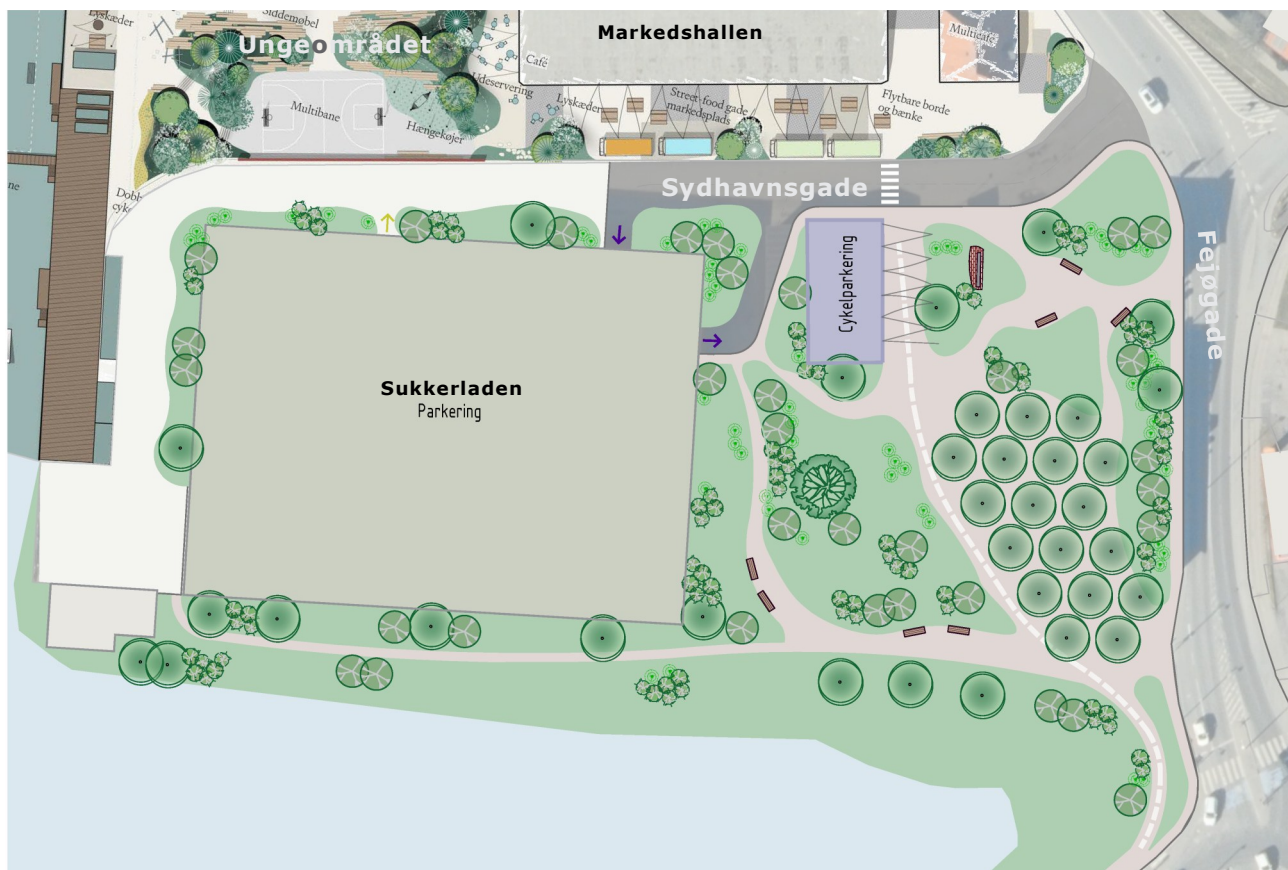 Lyskæder
Siddemøbel
Ungeområdet
Markedshallen
Multicafé
Café
Udeservering
Multibane
Hængekøjer
Lyskæder
Street-food gade
markedsplads
Flytbare borde
og bænke
Sydhavnsgade
Fejøgade
Cykelparkering
Sukkerladen
Parkering